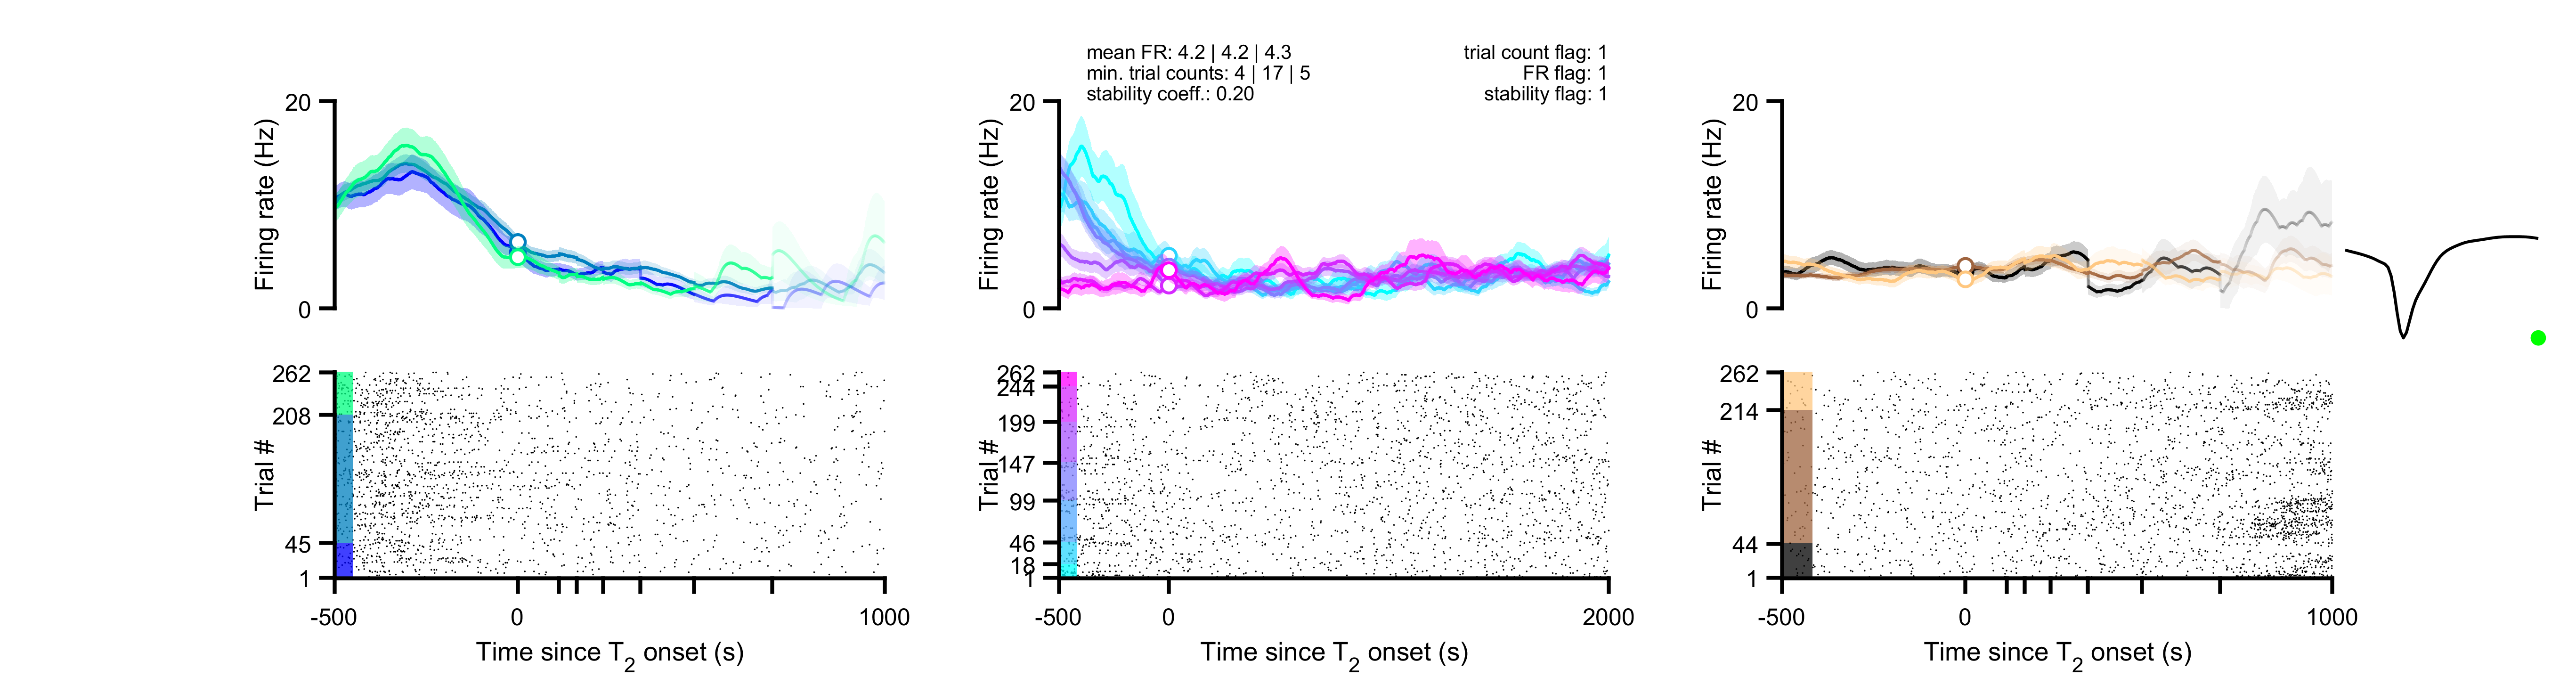 mean FR: 4.2 | 4.2 | 4.3
min. trial counts: 4 | 17 | 5
stability coeff.: 0.20
trial count flag: 1
FR flag: 1
stability flag: 1
20
0
Firing rate (Hz)
262
208
45
1
Trial #
-500
0
1000
Time since T2 onset (s)
20
0
Firing rate (Hz)
262
244
199
147
99
46
18
1
Trial #
-500
0
2000
Time since T2 onset (s)
20
0
Firing rate (Hz)
262
214
44
1
Trial #
-500
0
1000
Time since T2 onset (s)